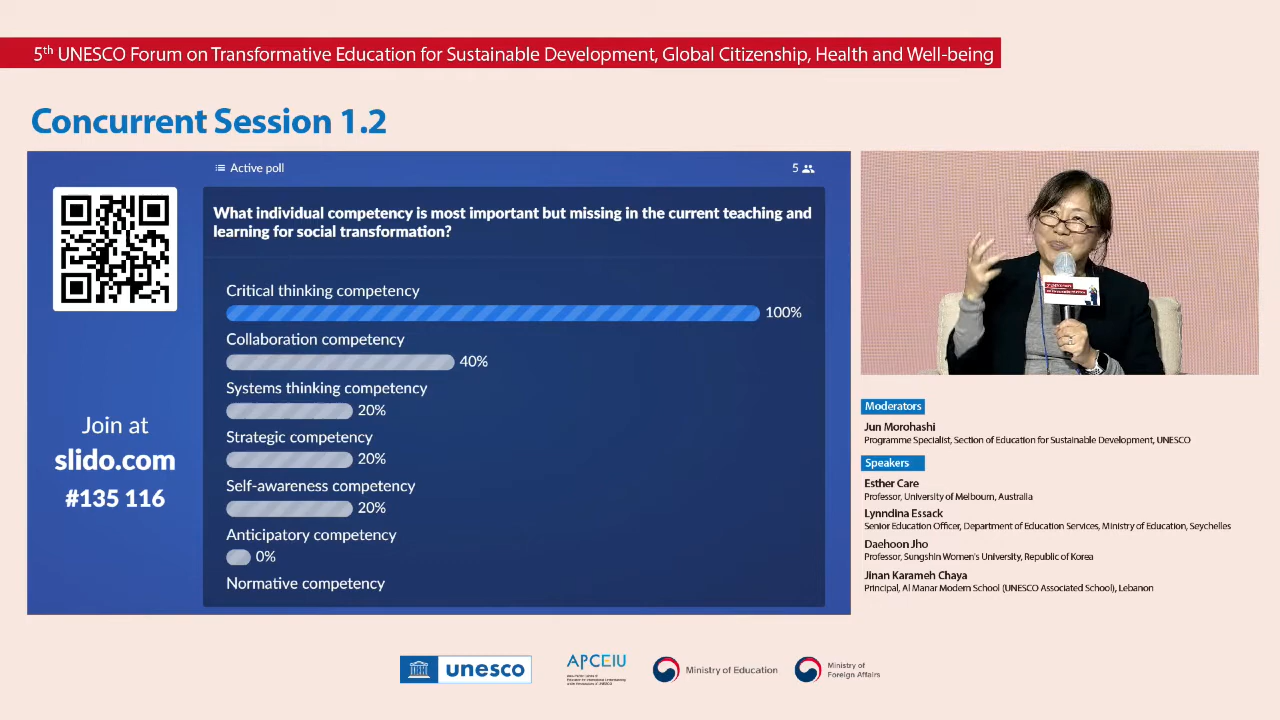 5th UNESCO Forum on Transformative Education for Sustainable Development, Global Citizenship, Health and Well-being
Concurrent Session 1.2
Active poll
5
What individual competency is most important but missing in the current teaching and
learning for social transformation?
Critical thinking competency
100%
Collaboration competency
40%
Systems thinking competency
20%
Strategic competency
20%
Self-awareness competency
20%
Anticipatory competency
0%
Normative competency
Join at
slido.com
#135 116
Moderators
Jun Morohashi
Programme Specialist, Section of Education for Sustainable Development, UNESCO
Speakers
Esther Care
Professor, University of Melbourn, Australia
Lynndina Essack
Senior Education Officer, Department of Education Services, Ministry of Education, Seychelles
Daehoon Jho
Professor, Sungshin Women's University, Republic of Korea
Jinan Karameh Chaya
Principal, Al Manar Modern School (UNESCO Associated School), Lebanon
unesco
APCEIU
Ministry of Education
Ministry of
Foreign Affairs